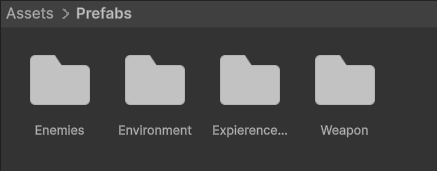 Assets > Prefabs
Enemies Environment Expierence... Weapon